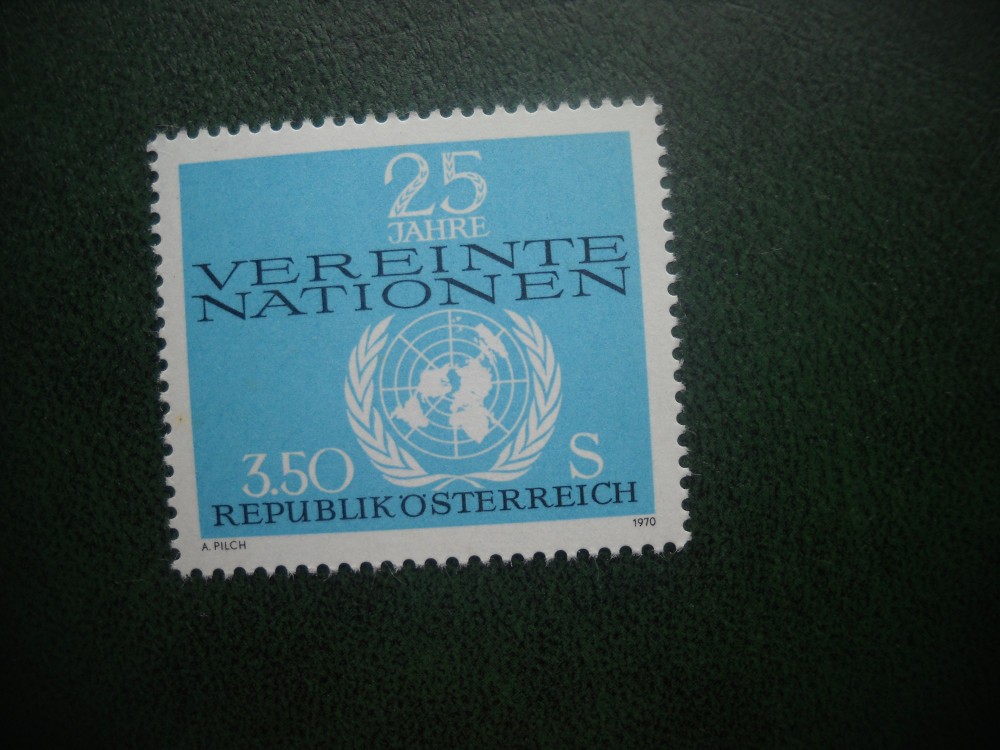 25
JAHRE
VEREINTE
NATIONEN
3.50 S
REPUBLIK ÖSTERREICH
A. PILCH 1970